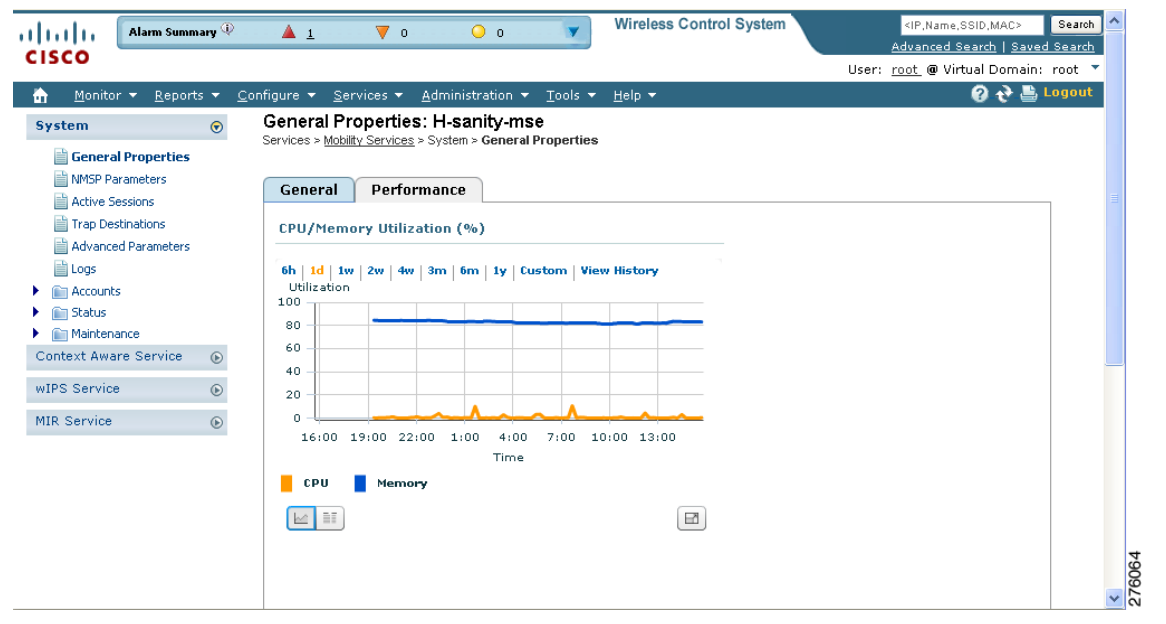 Alarm Summary 1 0 0 Wireless Control System <IP,Name,SSID,MAC> Search
Advanced Search | Saved Search
CISCO
User: root @ Virtual Domain: root
Monitor Reports Configure Services Administration Tools Help Logout
System
General Properties
NMSP Parameters
Active Sessions
Trap Destinations
Advanced Parameters
Logs
Accounts
Status
Maintenance
Context Aware Service
wIPS Service
MIR Service
General Properties: H-sanity-mse
Services > Mobility Services > System > General Properties
General Performance
CPU/Memory Utilization (%)
6h | 1d | 1w | 2w | 4w | 3m | 6m | 1y | Custom | View History
Utilization
100
80
60
40
20
0
16:00 19:00 22:00 1:00 4:00 7:00 10:00 13:00
Time
CPU Memory
276064